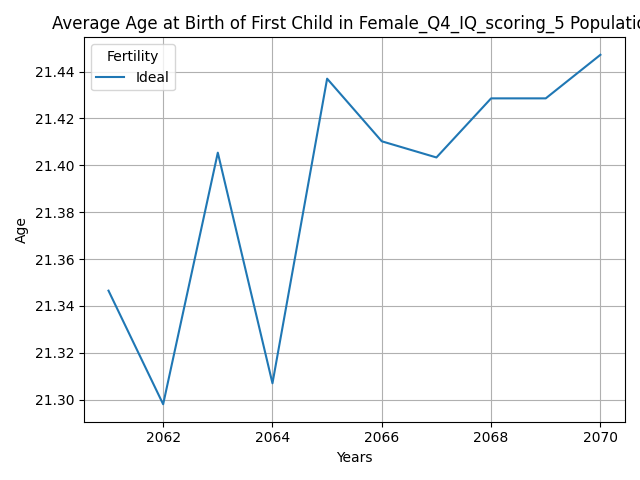 Average Age at Birth of First Child in Female_Q4_IQ_scoring_5 Populatio
Fertility
Ideal
21.44
21.42
21.40
21.38
21.36
21.34
21.32
21.30
Age
2062 2064 2066 2068 2070
Years